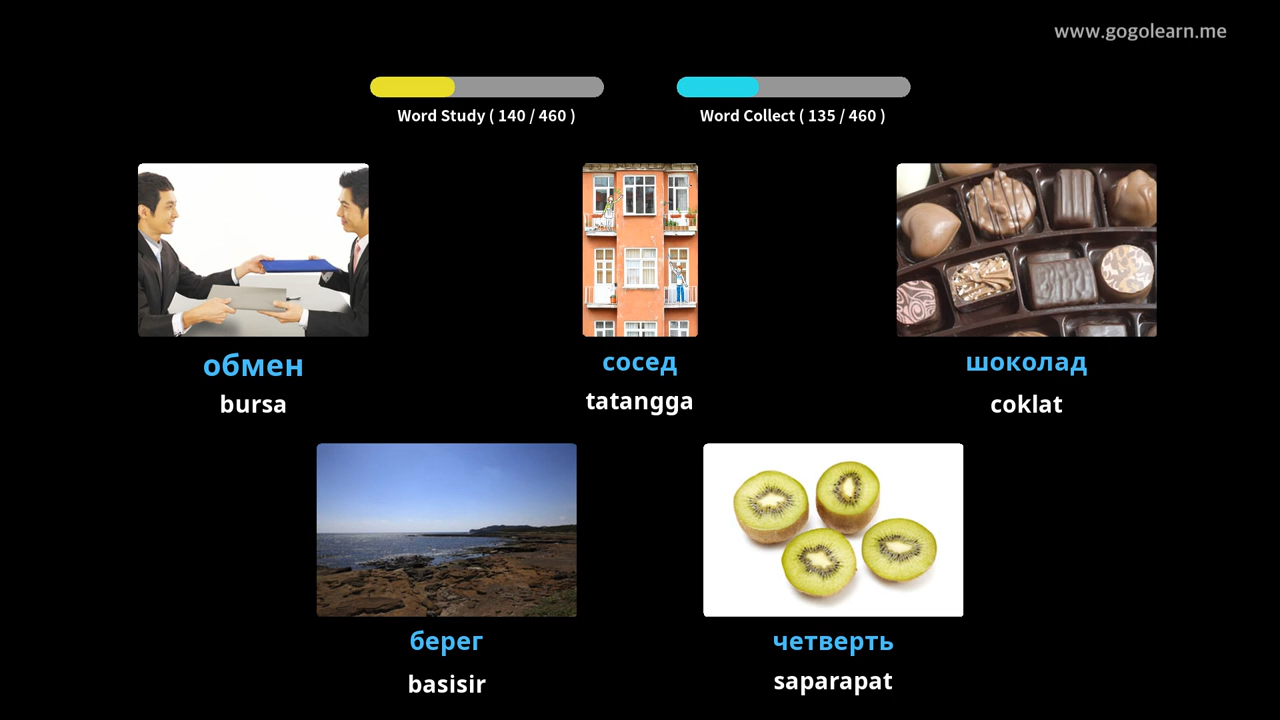 www.gogolearn.me
Word Study ( 140 / 460 )
Word Collect ( 135 / 460 )
обмен
bursa
сосед
tatangga
шоколад
coklat
берег
basisir
четверть
saparapat